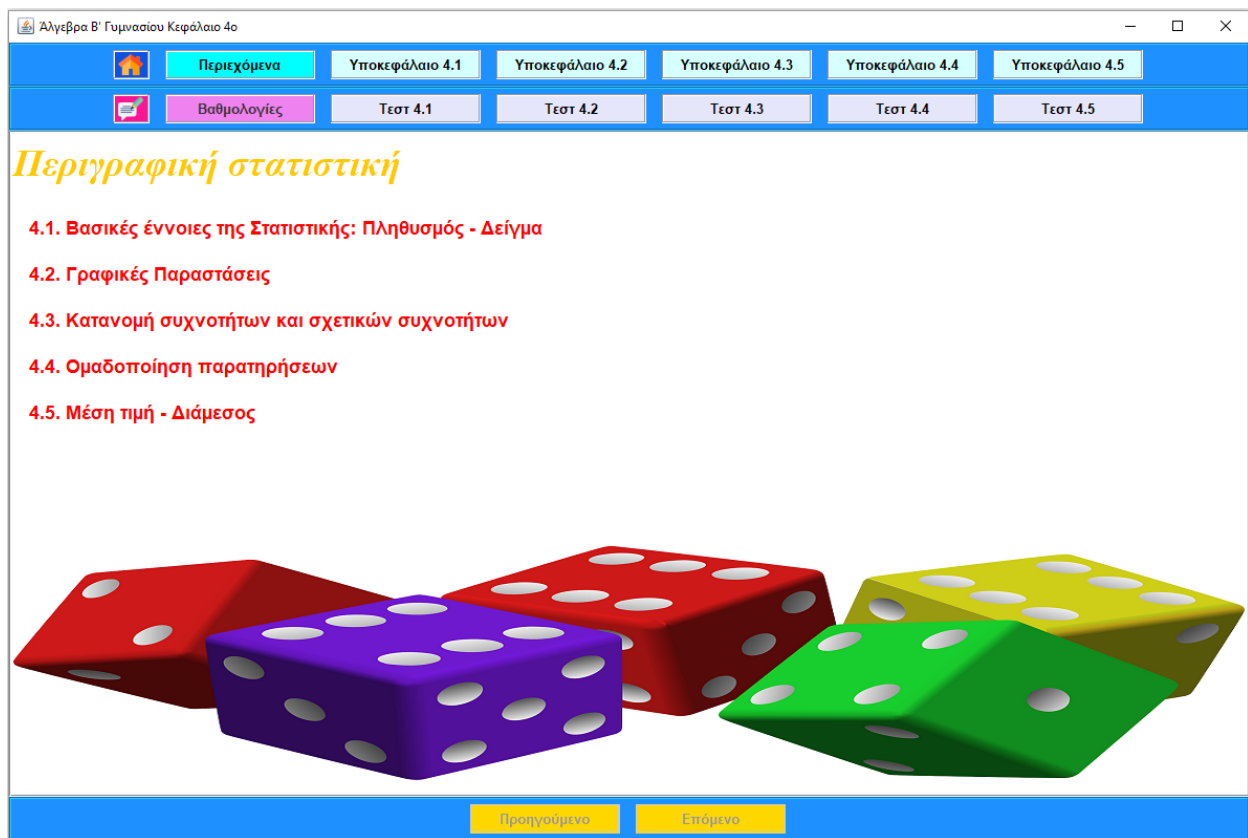 Άλγεβρα Β' Γυμνασίου Κεφάλαιο 4ο
Περιεχόμενα Υποκεφάλαιο 4.1 Υποκεφάλαιο 4.2 Υποκεφάλαιο 4.3 Υποκεφάλαιο 4.4 Υποκεφάλαιο 4.5
Βαθμολογίες Τεστ 4.1 Τεστ 4.2 Τεστ 4.3 Τεστ 4.4 Τεστ 4.5
Περιγραφική στατιστική
4.1. Βασικές έννοιες της Στατιστικής: Πληθυσμός - Δείγμα
4.2. Γραφικές Παραστάσεις
4.3. Κατανομή συχνοτήτων και σχετικών συχνοτήτων
4.4. Ομαδοποίηση παρατηρήσεων
4.5. Μέση τιμή - Διάμεσος
Προηγούμενο Επόμενο